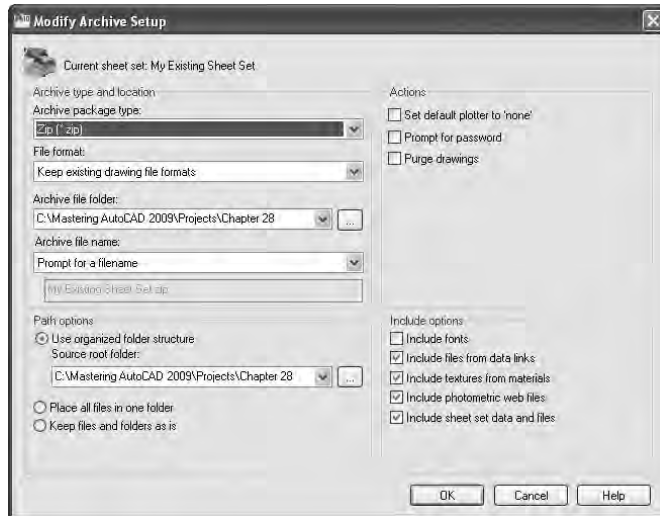 Modify Archive Setup
Current sheet set: My Existing Sheet Set
Archive type and location
Archive package type:
Zip (*.zip)
File format:
Keep existing drawing file formats
Archive file folder:
C:\Mastering AutoCAD 2009\Projects\Chapter 28
...
Archive file name:
Prompt for a filename
My Existing Sheet Set.zip
Path options
Use organized folder structure
Source root folder:
C:\Mastering AutoCAD 2009\Projects\Chapter 28
...
Place all files in one folder
Keep files and folders as is
Actions
Set default plotter to 'none'
Prompt for password
Purge drawings
Include options
Include fonts
Include files from data links
Include textures from materials
Include photometric web files
Include sheet set data and files
OK
Cancel
Help